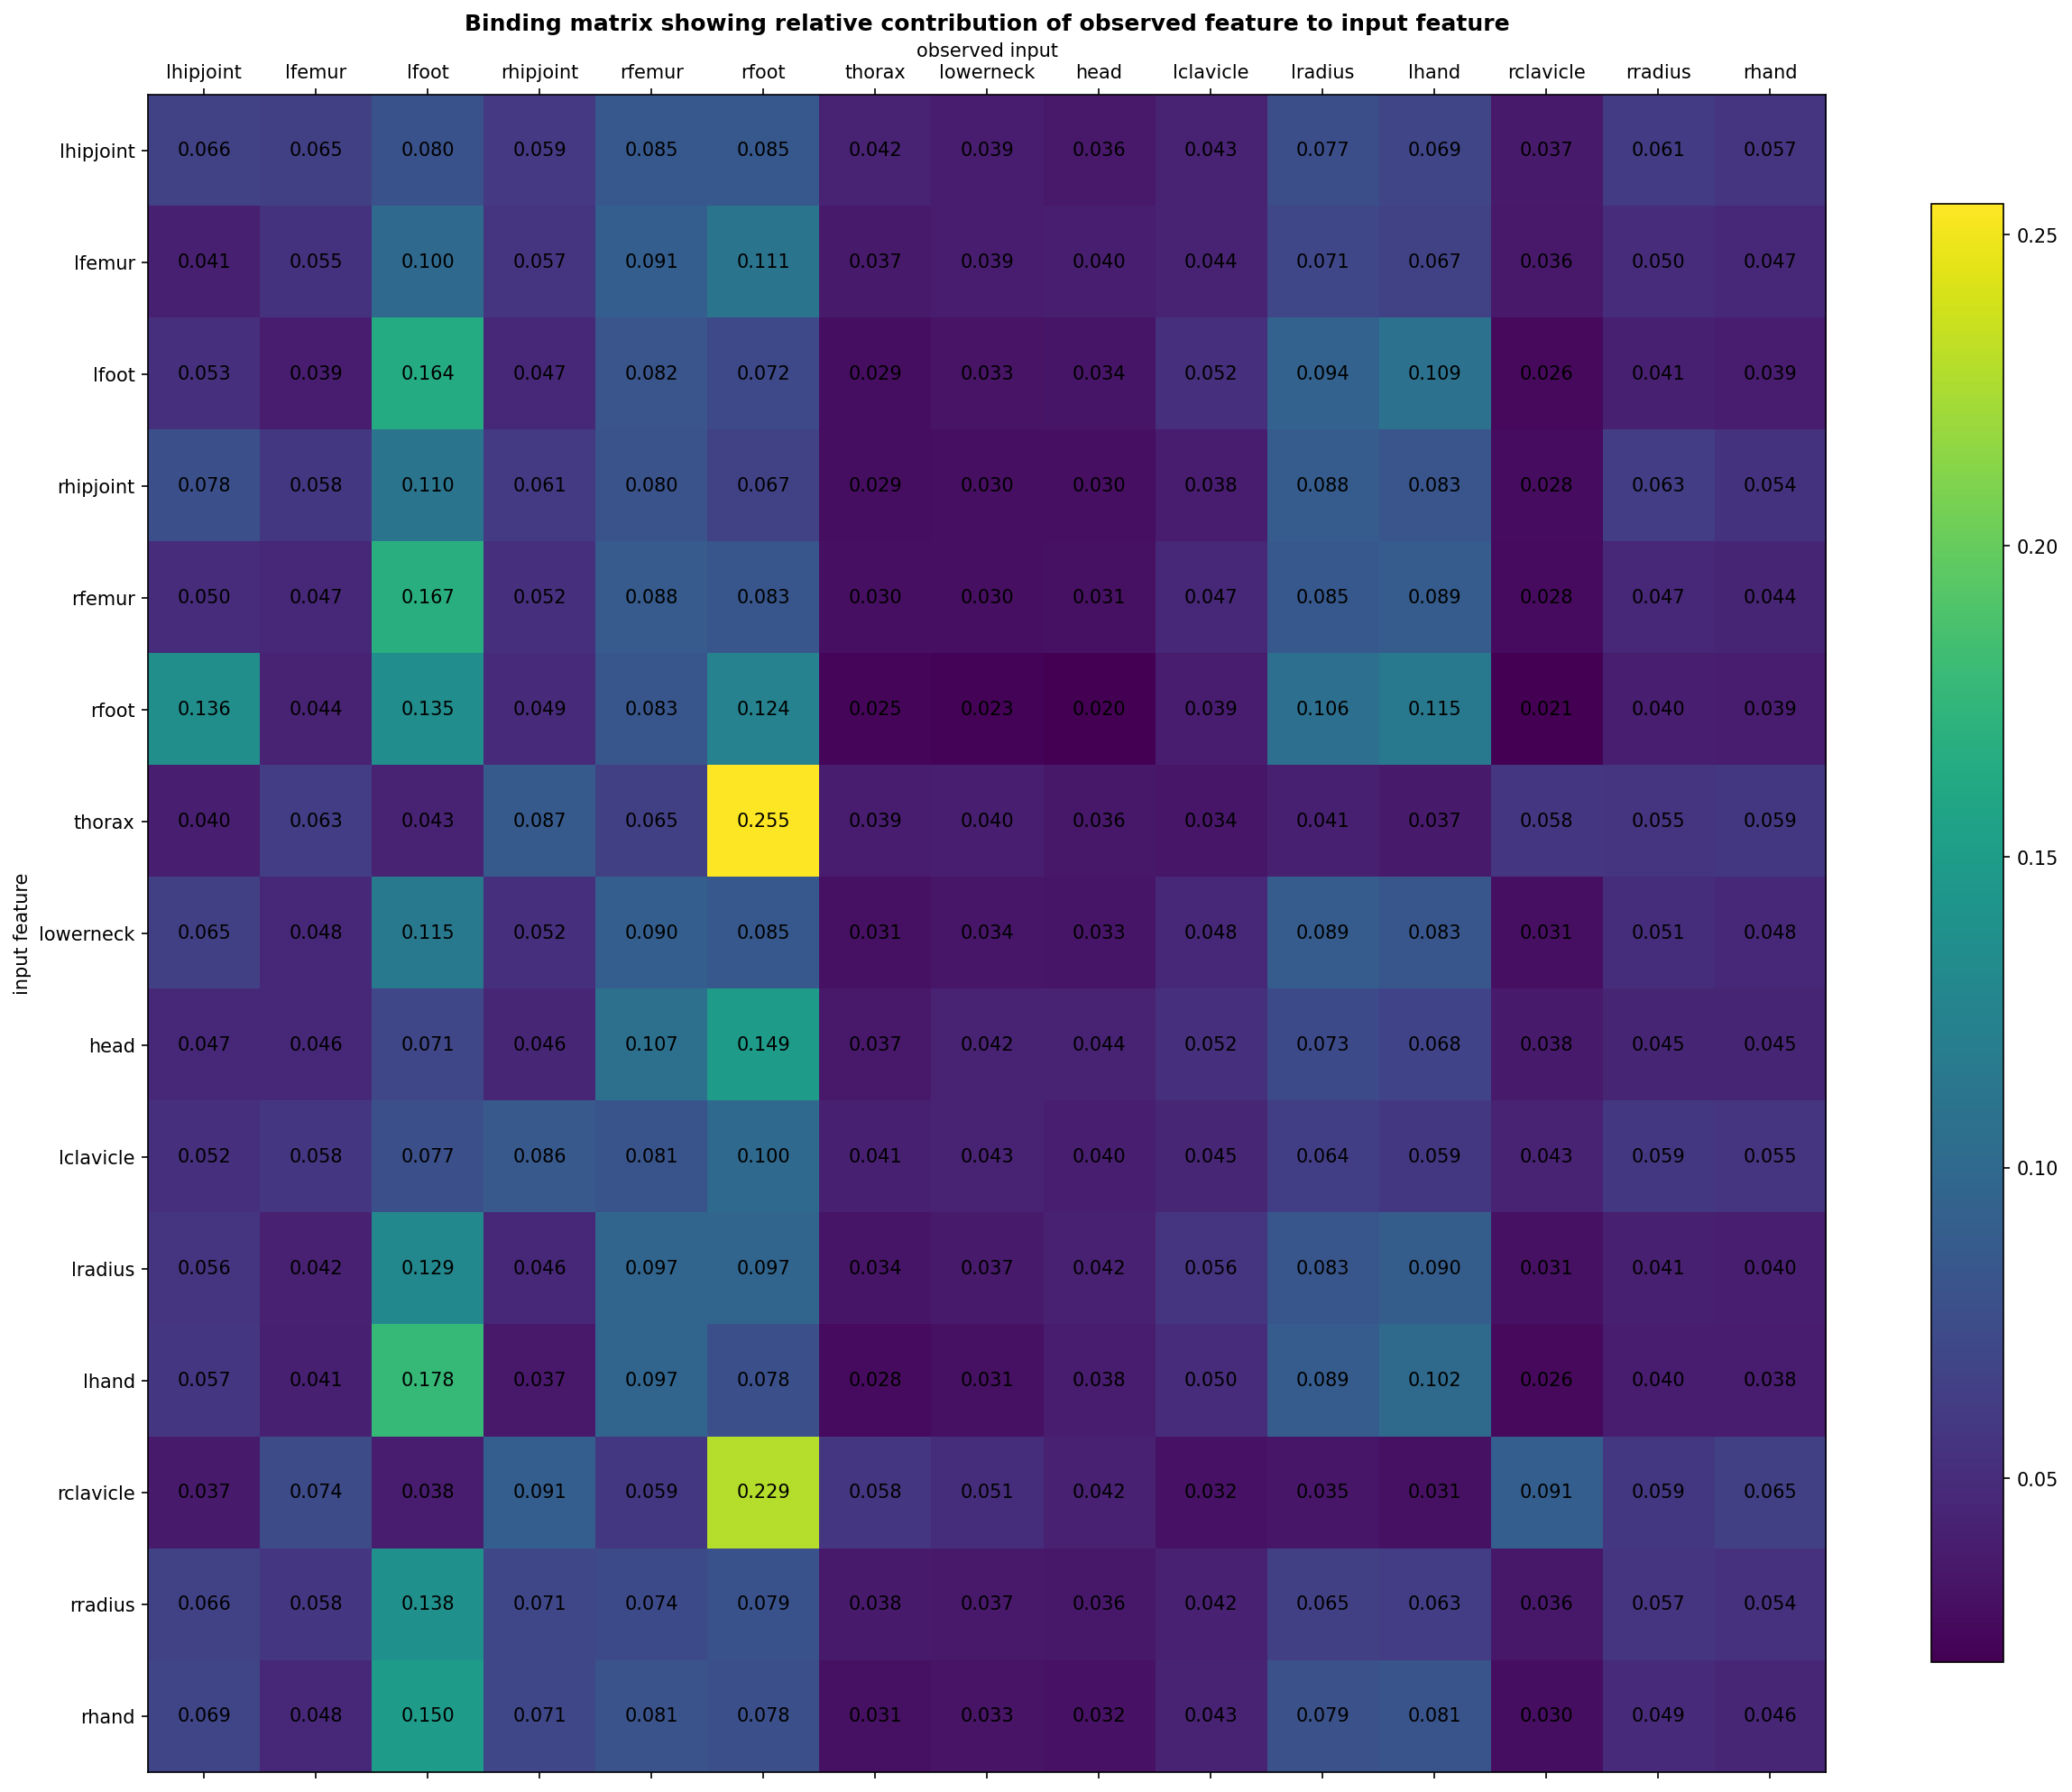 Binding matrix showing relative contribution of observed feature to input feature
observed input
lhipjoint lfemur lfoot rhipjoint rfemur rfoot thorax lowerneck head lclavicle lradius lhand rclavicle rradius rhand
lhipjoint 0.066 0.065 0.080 0.059 0.085 0.085 0.042 0.039 0.036 0.043 0.077 0.069 0.037 0.061 0.057
lfemur 0.041 0.055 0.100 0.057 0.091 0.111 0.037 0.039 0.040 0.044 0.071 0.067 0.036 0.050 0.047
lfoot 0.053 0.039 0.164 0.047 0.082 0.072 0.029 0.033 0.034 0.052 0.094 0.109 0.026 0.041 0.039
rhipjoint 0.078 0.058 0.110 0.061 0.080 0.067 0.029 0.030 0.030 0.038 0.088 0.083 0.028 0.063 0.054
rfemur 0.050 0.047 0.167 0.052 0.088 0.083 0.030 0.030 0.031 0.047 0.085 0.089 0.028 0.047 0.044
rfoot 0.136 0.044 0.135 0.049 0.083 0.124 0.025 0.023 0.020 0.039 0.106 0.115 0.021 0.040 0.039
thorax 0.040 0.063 0.043 0.087 0.065 0.255 0.039 0.040 0.036 0.034 0.041 0.037 0.058 0.055 0.059
lowerneck 0.065 0.048 0.115 0.052 0.090 0.085 0.031 0.034 0.033 0.048 0.089 0.083 0.031 0.051 0.048
head 0.047 0.046 0.071 0.046 0.107 0.149 0.037 0.042 0.044 0.052 0.073 0.068 0.038 0.045 0.045
lclavicle 0.052 0.058 0.077 0.086 0.081 0.100 0.041 0.043 0.040 0.045 0.064 0.059 0.043 0.059 0.055
lradius 0.056 0.042 0.129 0.046 0.097 0.097 0.034 0.037 0.042 0.056 0.083 0.090 0.031 0.041 0.040
lhand 0.057 0.041 0.178 0.037 0.097 0.078 0.028 0.031 0.038 0.050 0.089 0.102 0.026 0.040 0.038
rclavicle 0.037 0.074 0.038 0.091 0.059 0.229 0.058 0.051 0.042 0.032 0.035 0.031 0.091 0.059 0.065
rradius 0.066 0.058 0.138 0.071 0.074 0.079 0.038 0.037 0.036 0.042 0.065 0.063 0.036 0.057 0.054
rhand 0.069 0.048 0.150 0.071 0.081 0.078 0.031 0.033 0.032 0.043 0.079 0.081 0.030 0.049 0.046
input feature
0.25
0.20
0.15
0.10
0.05